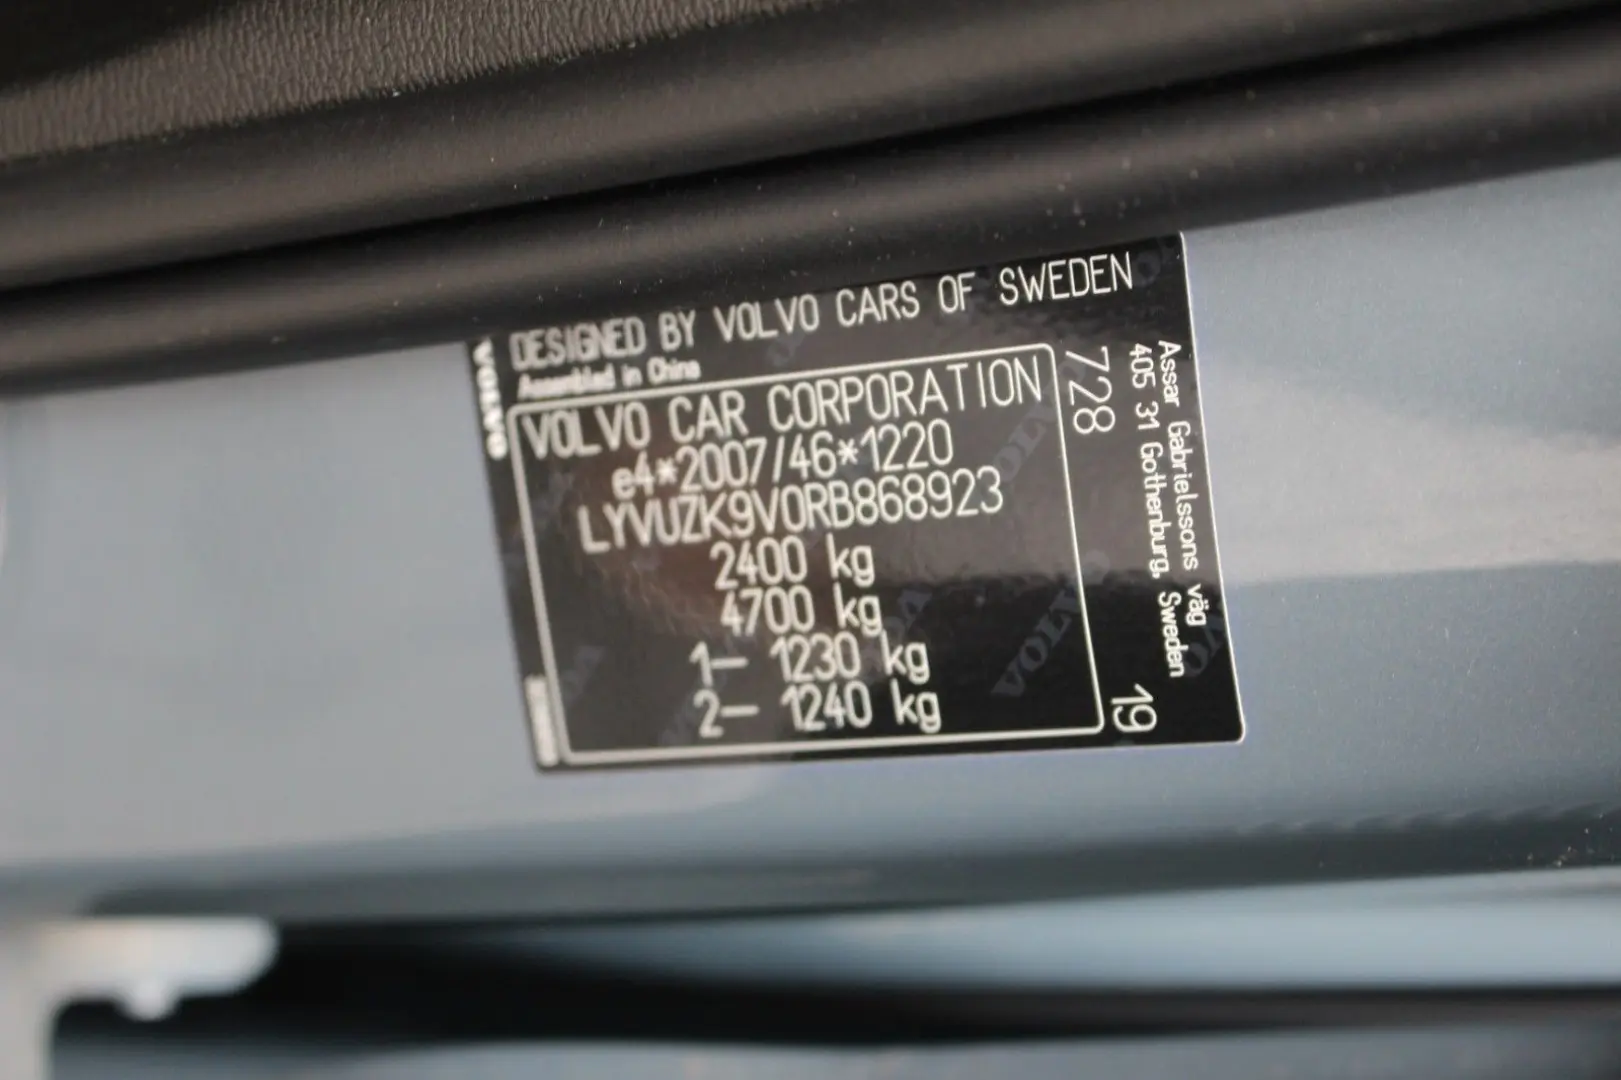 DESIGNED BY VOLVO CARS OF SWEDEN
Assembled in China
VOLVO
VOLVO CAR CORPORATION
e4*2007/46*1220
LYVUZK9V0RB868923
2400 kg
4700 kg
1– 1230 kg
2– 1240 kg
728
19
Assar Gabrielssons väg
405 31 Gothenburg, Sweden